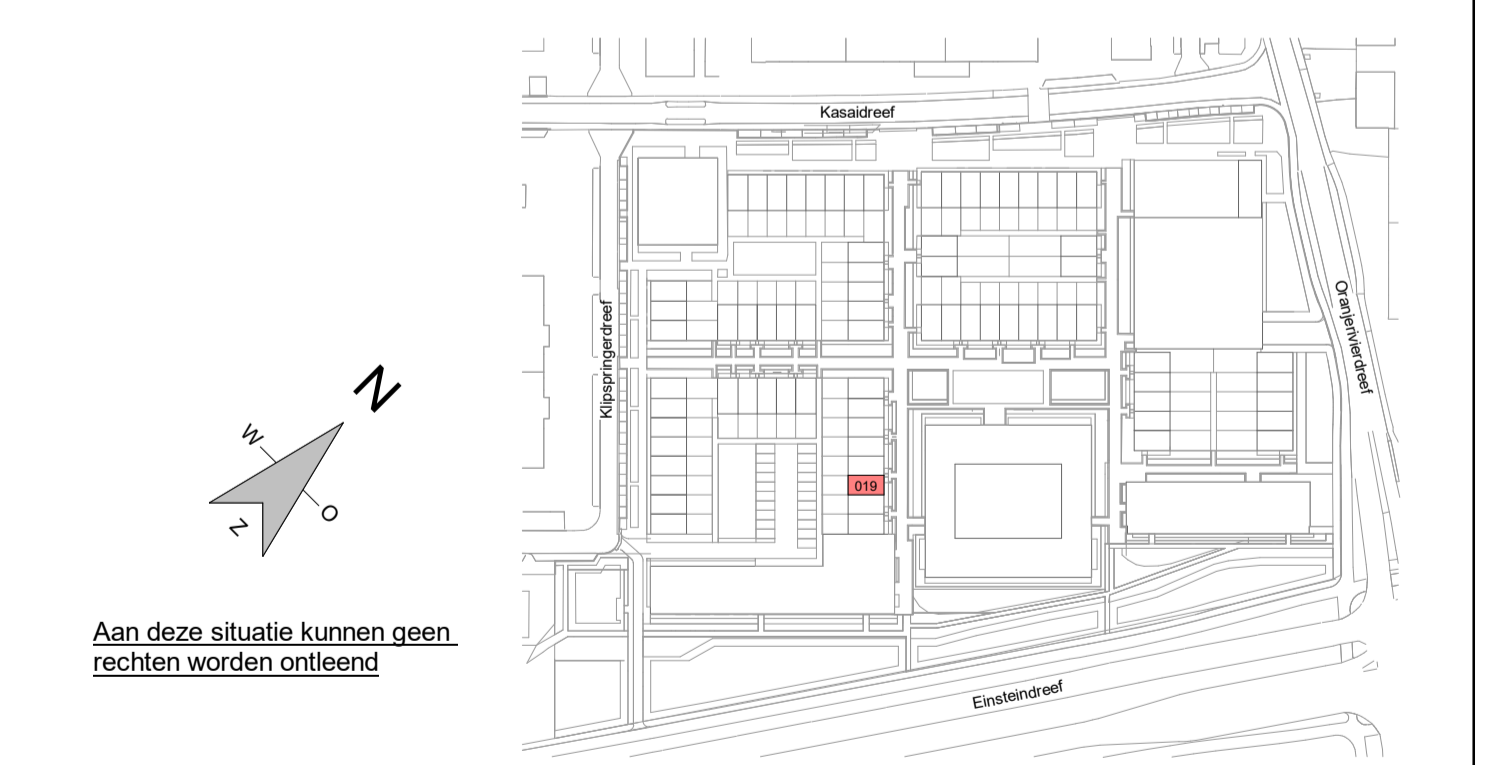 Kasaidreef
Klipspringerdreef
Oranjerivierdreef
N
W
O
Z
019
Aan deze situatie kunnen geen
rechten worden ontleend
Einsteindreef